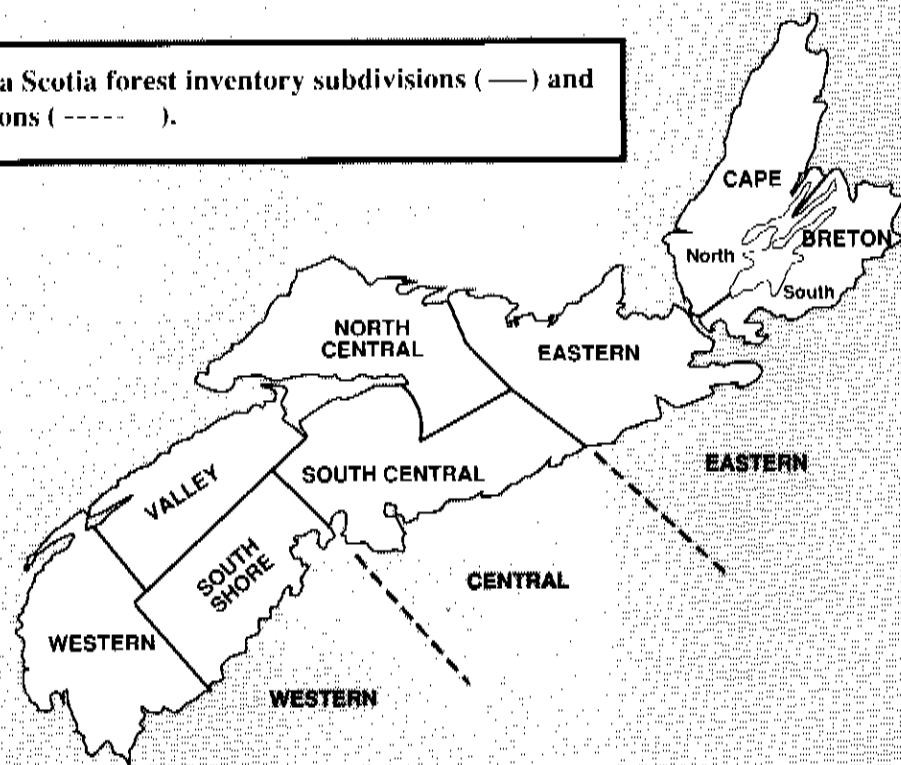 a Scotia forest inventory subdivisions ( — ) and
ons ( ----- ).
CAPE
BRETON
North
South
NORTH
CENTRAL
EASTERN
SOUTH CENTRAL
EASTERN
VALLEY
SOUTH
SHORE
CENTRAL
WESTERN
WESTERN